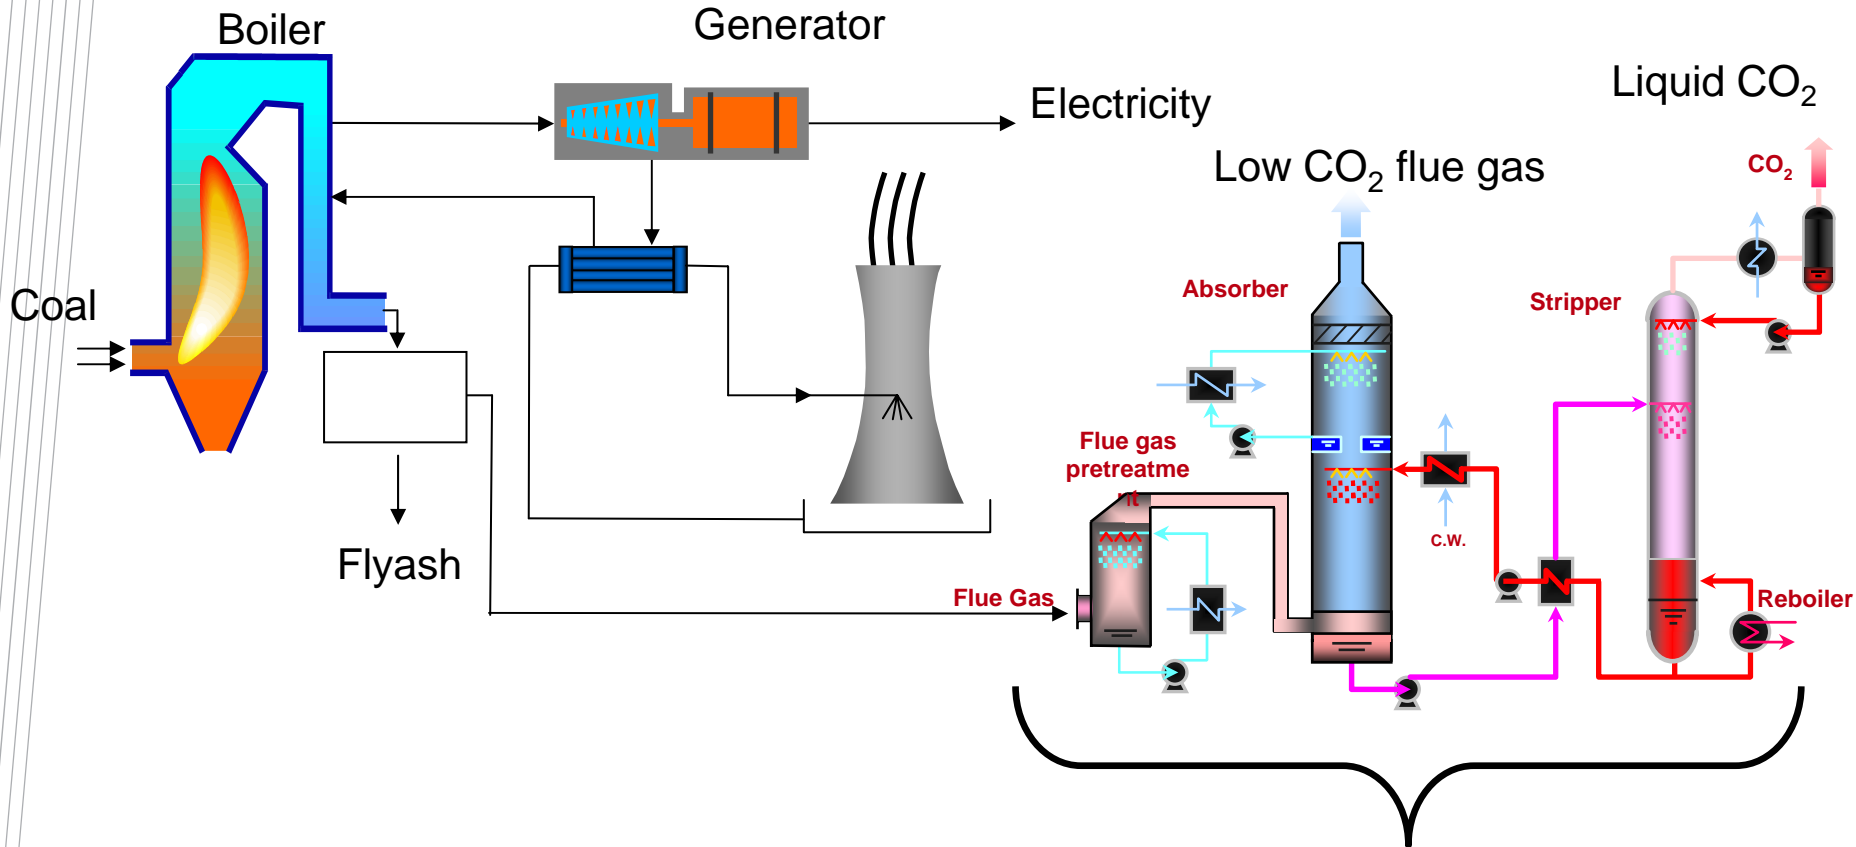 Boiler
Generator
Electricity
Liquid CO₂
CO₂
Low CO₂ flue gas
Coal
Absorber
Stripper
Flue gas
pretreatme
nt
C.W.
Flyash
Flue Gas
Reboiler